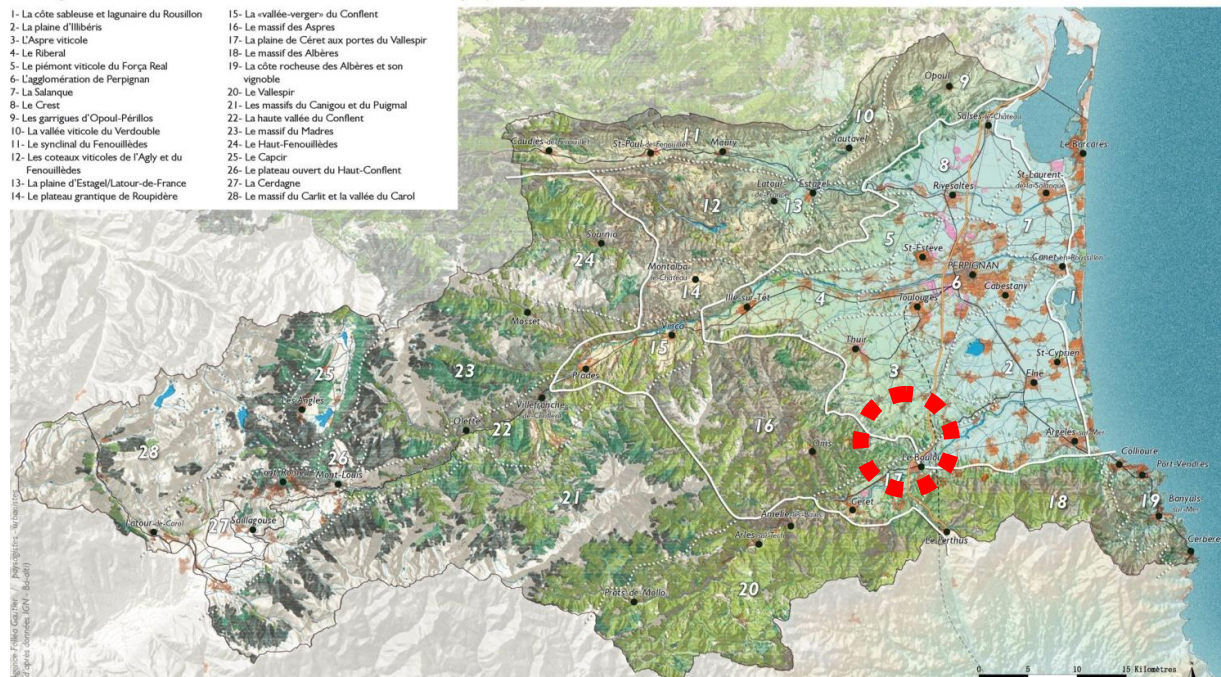 1- La côte sableuse et lagunaire du Rousillon
2- La plaine d'Illibéris
3- L'Aspre viticole
4- Le Riberal
5- Le piémont viticole du Força Real
6- L'agglomération de Perpignan
7- La Salanque
8- Le Crest
9- Les garrigues d'Opoul-Périllos
10- La vallée viticole du Verdouble
11- Le synclinal du Fenouillèdes
12- Les coteaux viticoles de l'Agly et du
Fenouillèdes
13- La plaine d'Estagel/Latour-de-France
14- Le plateau grantique de Roupidère
15- La «vallée-verger» du Conflent
16- Le massif des Aspres
17- La plaine de Céret aux portes du Vallespir
18- Le massif des Albères
19- La côte rocheuse des Albères et son
vignoble
20- Le Vallespir
21- Les massifs du Canigou et du Puigmal
22- La haute vallée du Conflent
23- Le massif du Madres
24- Le Haut-Fenouillèdes
25- Le Capcir
26- Le plateau ouvert du Haut-Conflent
27- La Cerdagne
28- Le massif du Carlit et la vallée du Carol
Opoul
9
10
Salses-le-Château
11
Caudiès-de-Fenouillet
St-Paul-de-Fenouillet
Maury
Tautavel
Le Barcarès
8
Rivesaltes
St-Laurent-
de-la-Salanque
Latour-
de-France
Estagel
12
13
7
5
St-Estève
Sournia
24
Montalba
le-Château
14
PERPIGNAN
6
Canet-en-Roussillon
Cabestany
1
4
Ille-sur-Têt
Toulouges
Mosset
Vinça
15
Thuir
St-Cyprien
2
Elne
3
23
Prades
25
Les Angles
Villefranche
de-Conflent
Olette
22
16
Oms
Argelès-sur-Mer
Le Boulou
Collioure
Port-Vendres
28
26
Font-Romeu
Mont-Louis
21
17
Céret
18
19
Banyuls
sur-Mer
Latour-de-Carol
27
Saillagouse
Amélie-les-Bains
Arles-sur-Tech
Le Perthus
Cerbère
20
Prats-de-Mollo
0 5 10 15 Kilomètres